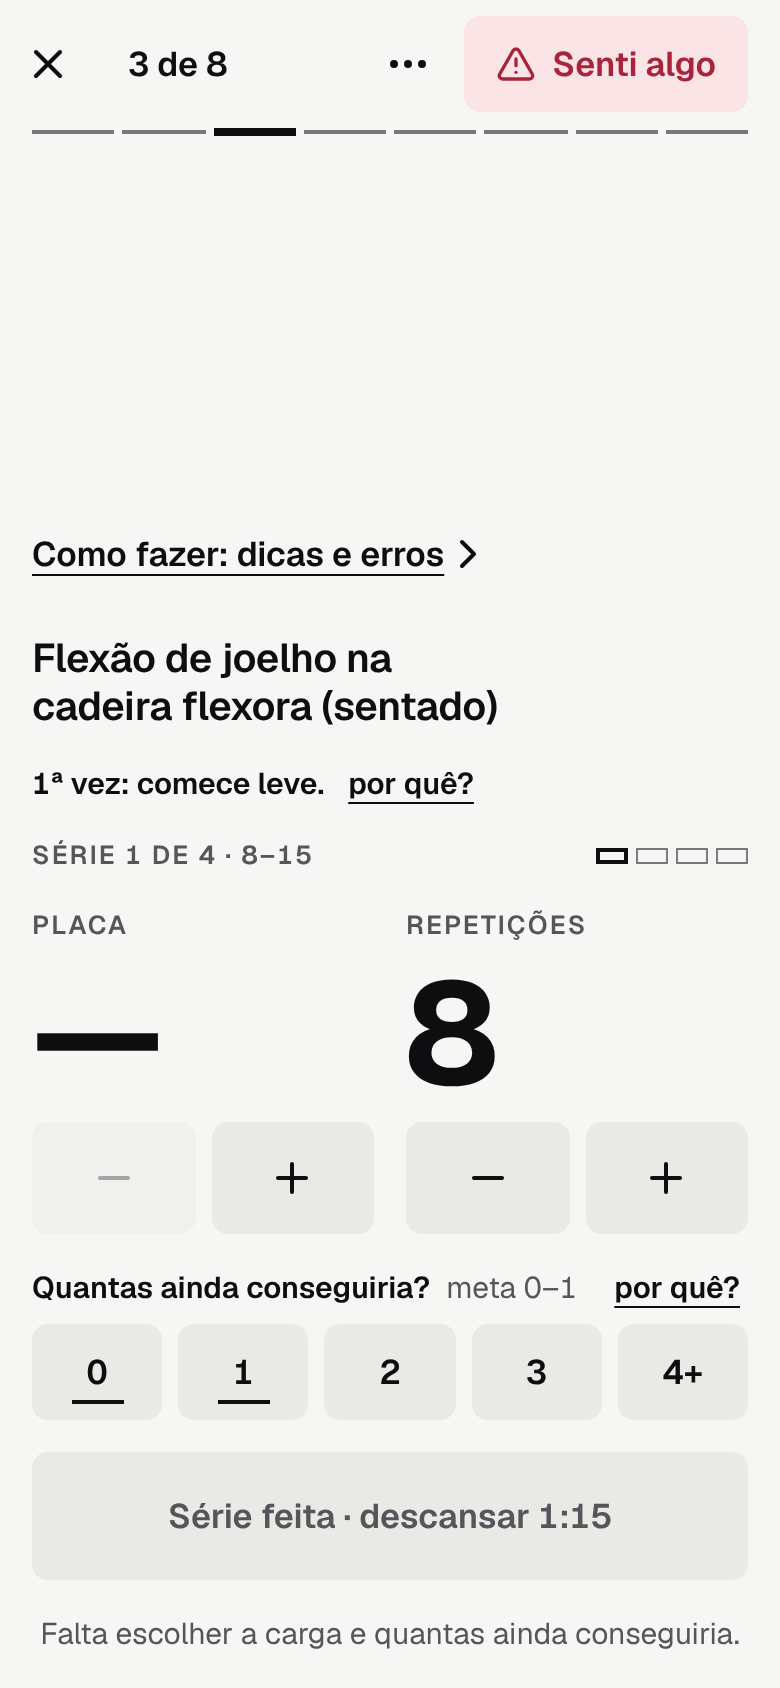 3 de 8
Senti algo
Como fazer: dicas e erros
Flexão de joelho na
cadeira flexora (sentado)
1ª vez: comece leve. por quê?
SÉRIE 1 DE 4 · 8–15
PLACA
REPETIÇÕES
—
8
Quantas ainda conseguiria? meta 0–1 por quê?
0 1 2 3 4+
Série feita · descansar 1:15
Falta escolher a carga e quantas ainda conseguiria.